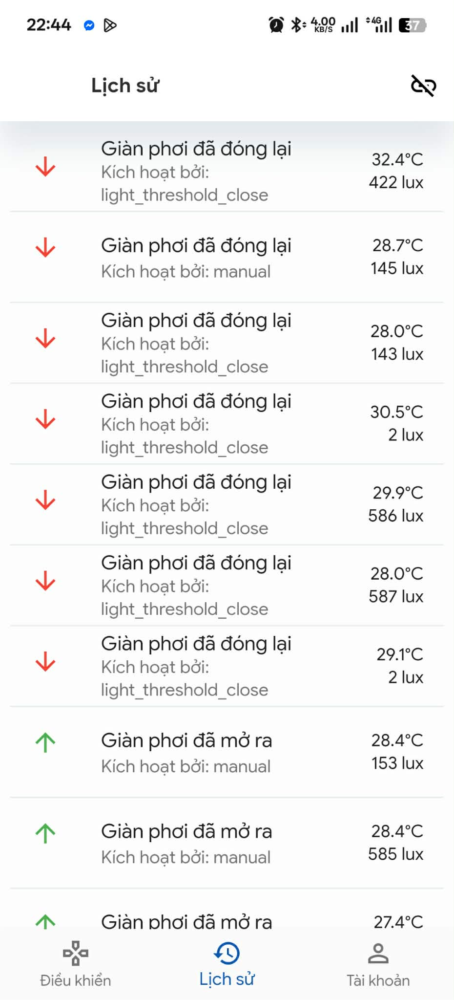 22:44
4.00 KB/S 4G 37
Lịch sử
Giàn phơi đã đóng lại
Kích hoạt bởi:
light_threshold_close
32.4°C
422 lux
Giàn phơi đã đóng lại
Kích hoạt bởi: manual
28.7°C
145 lux
Giàn phơi đã đóng lại
Kích hoạt bởi:
light_threshold_close
28.0°C
143 lux
Giàn phơi đã đóng lại
Kích hoạt bởi:
light_threshold_close
30.5°C
2 lux
Giàn phơi đã đóng lại
Kích hoạt bởi:
light_threshold_close
29.9°C
586 lux
Giàn phơi đã đóng lại
Kích hoạt bởi:
light_threshold_close
28.0°C
587 lux
Giàn phơi đã đóng lại
Kích hoạt bởi:
light_threshold_close
29.1°C
2 lux
Giàn phơi đã mở ra
Kích hoạt bởi: manual
28.4°C
153 lux
Giàn phơi đã mở ra
Kích hoạt bởi: manual
28.4°C
585 lux
Giàn phơi đã mở ra
27.4°C
Điều khiển
Lịch sử
Tài khoản